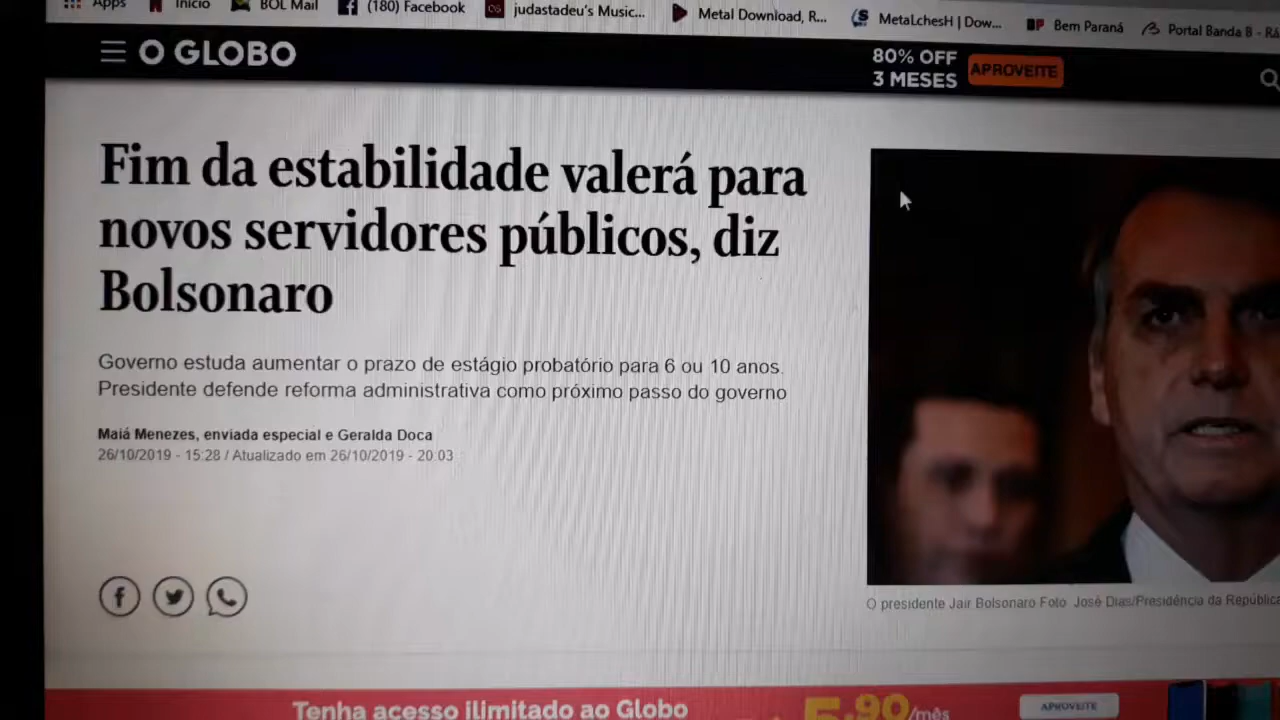 Apps Início BOL Mail (180) Facebook judastadeu's Music... Metal Download, R... MetalChesH | Dow... Bem Paraná Portal Banda B - Rá
O GLOBO
80% OFF
3 MESES
APROVEITE
Fim da estabilidade valerá para
novos servidores públicos, diz
Bolsonaro
Governo estuda aumentar o prazo de estágio probatório para 6 ou 10 anos.
Presidente defende reforma administrativa como próximo passo do governo
Maiá Menezes, enviada especial e Geralda Doca
26/10/2019 - 15:28 / Atualizado em 26/10/2019 - 20:03
O presidente Jair Bolsonaro Foto José Dias/Presidência da República
Tenha acesso ilimitado ao Globo
5,90/mês
APROVEITE